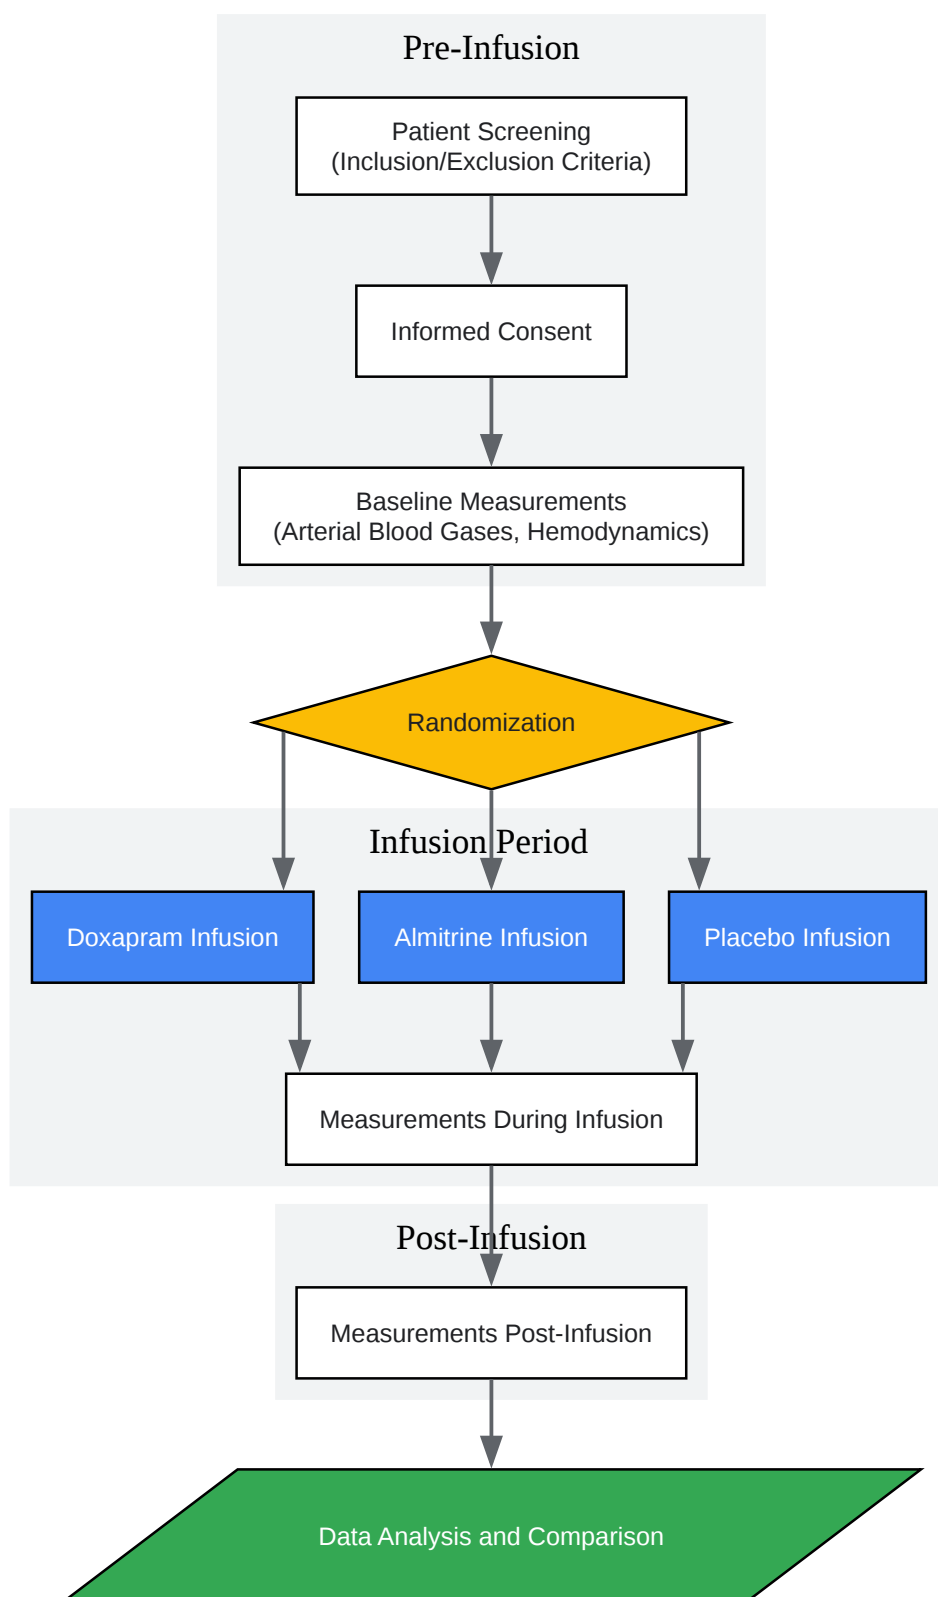 Pre-Infusion
Patient Screening
(Inclusion/Exclusion Criteria)
Informed Consent
Baseline Measurements
(Arterial Blood Gases, Hemodynamics)
Randomization
Infusion Period
Doxapram Infusion
Almitrine Infusion
Placebo Infusion
Measurements During Infusion
Post-Infusion
Measurements Post-Infusion
Data Analysis and Comparison